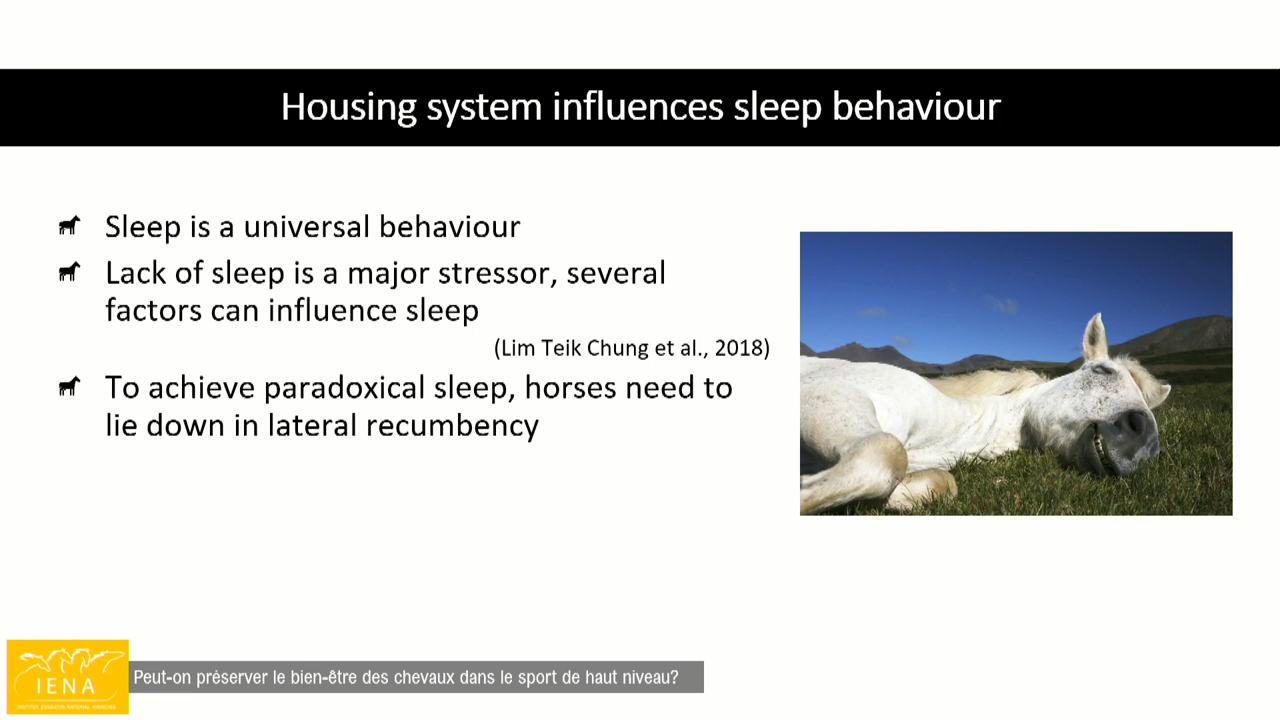 Housing system influences sleep behaviour
Sleep is a universal behaviour
Lack of sleep is a major stressor, several
factors can influence sleep
(Lim Teik Chung et al., 2018)
To achieve paradoxical sleep, horses need to
lie down in lateral recumbency
IENA
Peut-on préserver le bien-être des chevaux dans le sport de haut niveau?